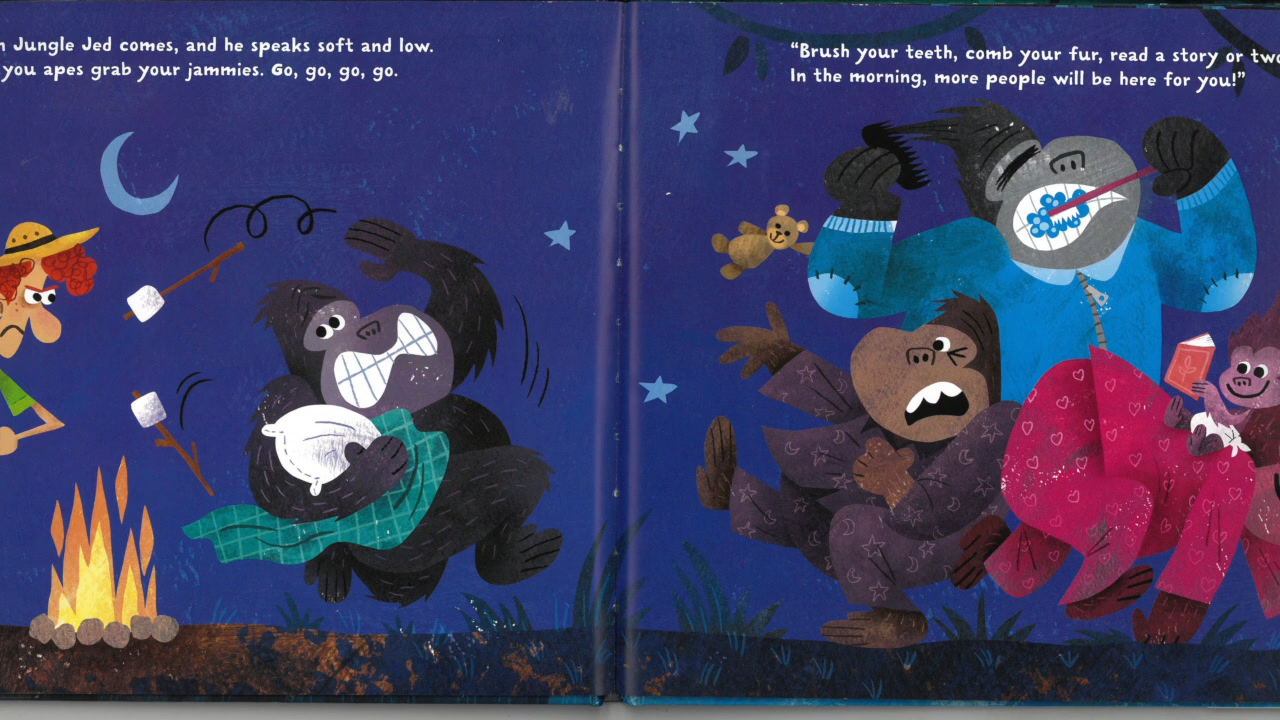 Jungle Jed comes, and he speaks soft and low.
you apes grab your jammies. Go, go, go, go.
“Brush your teeth, comb your fur, read a story or two
In the morning, more people will be here for you!”